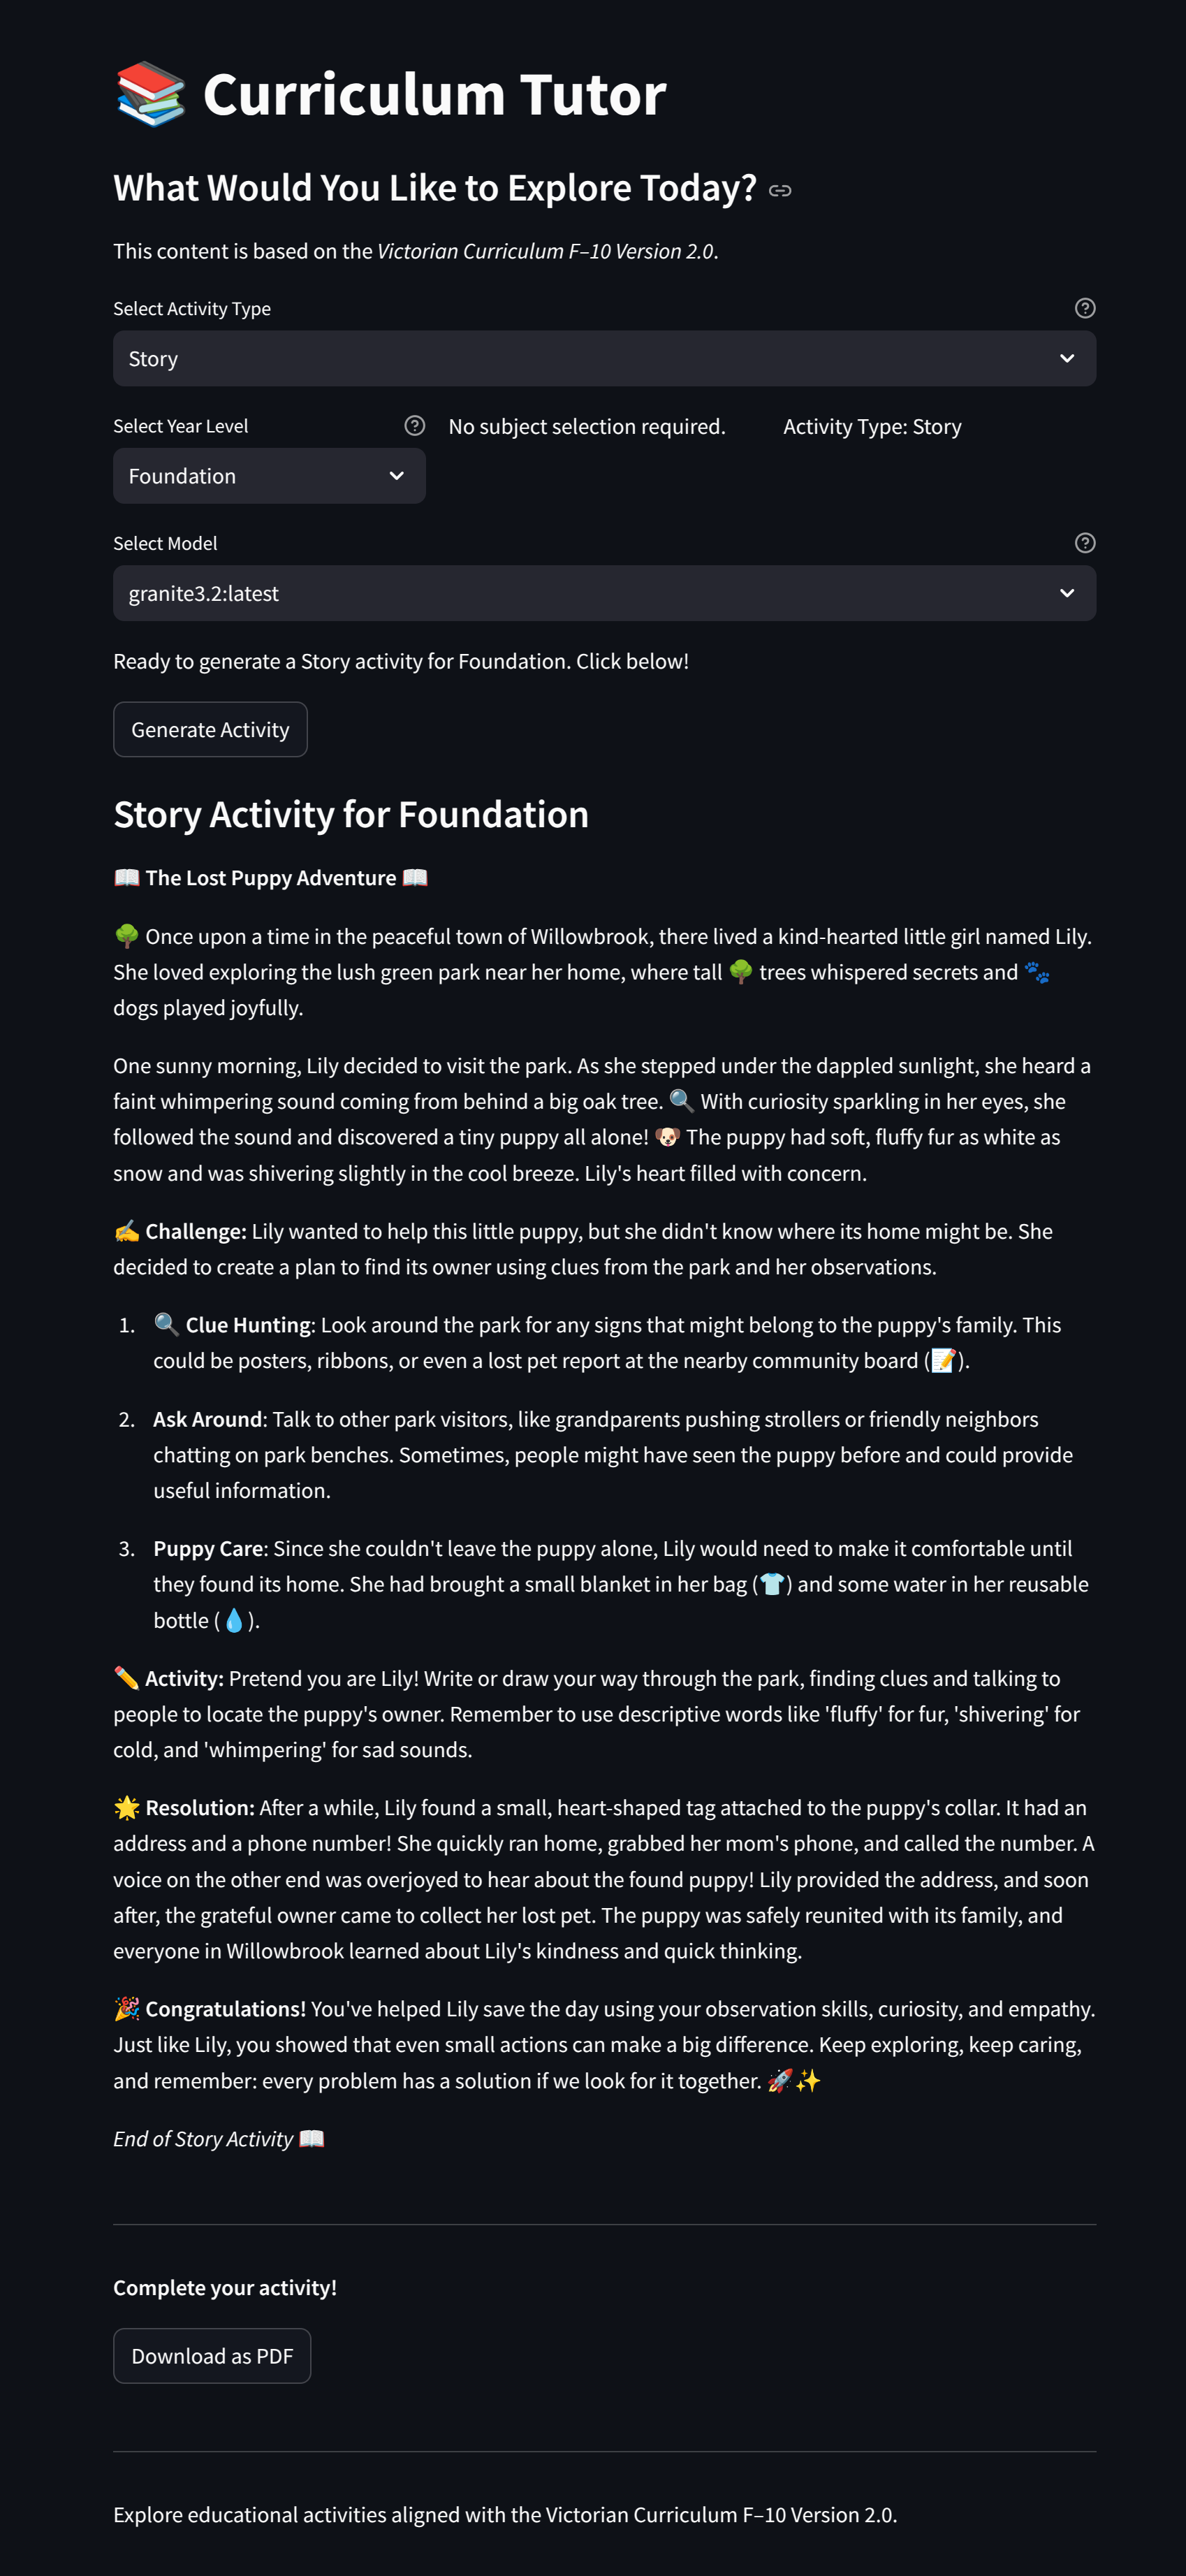 📚 Curriculum Tutor
What Would You Like to Explore Today?
This content is based on the Victorian Curriculum F–10 Version 2.0.
Select Activity Type
Story
Select Year Level
No subject selection required.
Activity Type: Story
Foundation
Select Model
granite3.2:latest
Ready to generate a Story activity for Foundation. Click below!
Generate Activity
Story Activity for Foundation
📖 The Lost Puppy Adventure 📖
🌳 Once upon a time in the peaceful town of Willowbrook, there lived a kind-hearted little girl named Lily.
She loved exploring the lush green park near her home, where tall 🌳 trees whispered secrets and 🐾
dogs played joyfully.
One sunny morning, Lily decided to visit the park. As she stepped under the dappled sunlight, she heard a
faint whimpering sound coming from behind a big oak tree. 🔍 With curiosity sparkling in her eyes, she
followed the sound and discovered a tiny puppy all alone! 🐶 The puppy had soft, fluffy fur as white as
snow and was shivering slightly in the cool breeze. Lily's heart filled with concern.
✍️ Challenge: Lily wanted to help this little puppy, but she didn't know where its home might be. She
decided to create a plan to find its owner using clues from the park and her observations.
1. 🔍 Clue Hunting: Look around the park for any signs that might belong to the puppy's family. This
could be posters, ribbons, or even a lost pet report at the nearby community board (📝).
2. Ask Around: Talk to other park visitors, like grandparents pushing strollers or friendly neighbors
chatting on park benches. Sometimes, people might have seen the puppy before and could provide
useful information.
3. Puppy Care: Since she couldn't leave the puppy alone, Lily would need to make it comfortable until
they found its home. She had brought a small blanket in her bag (👕) and some water in her reusable
bottle (💧).
✏️ Activity: Pretend you are Lily! Write or draw your way through the park, finding clues and talking to
people to locate the puppy's owner. Remember to use descriptive words like 'fluffy' for fur, 'shivering' for
cold, and 'whimpering' for sad sounds.
🌟 Resolution: After a while, Lily found a small, heart-shaped tag attached to the puppy's collar. It had an
address and a phone number! She quickly ran home, grabbed her mom's phone, and called the number. A
voice on the other end was overjoyed to hear about the found puppy! Lily provided the address, and soon
after, the grateful owner came to collect her lost pet. The puppy was safely reunited with its family, and
everyone in Willowbrook learned about Lily's kindness and quick thinking.
🎉 Congratulations! You've helped Lily save the day using your observation skills, curiosity, and empathy.
Just like Lily, you showed that even small actions can make a big difference. Keep exploring, keep caring,
and remember: every problem has a solution if we look for it together. 🚀✨
End of Story Activity 📖
Complete your activity!
Download as PDF
Explore educational activities aligned with the Victorian Curriculum F–10 Version 2.0.